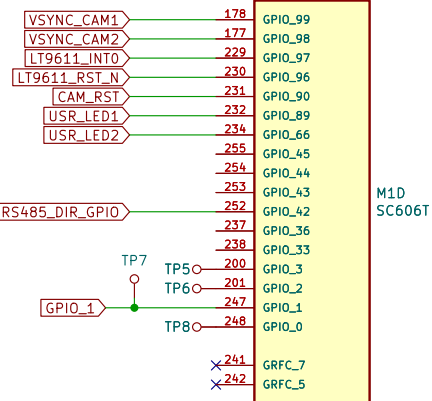 VSYNC_CAM1 178 GPIO_99
VSYNC_CAM2 177 GPIO_98
LT9611_INT0 229 GPIO_97
LT9611_RST_N 230 GPIO_96
CAM_RST 231 GPIO_90
USR_LED1 232 GPIO_89
USR_LED2 234 GPIO_66
255 GPIO_45
254 GPIO_44
253 GPIO_43
M1D
RS485_DIR_GPIO 252 GPIO_42
SC606T
237 GPIO_36
238 GPIO_33
TP7
TP5 200 GPIO_3
TP6 201 GPIO_2
GPIO_1 247 GPIO_1
TP8 248 GPIO_0
241 GRFC_7
242 GRFC_5